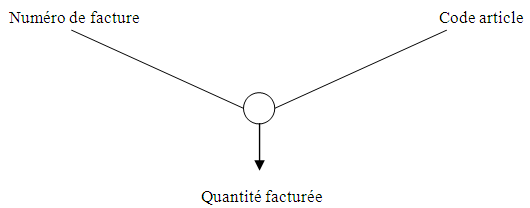 Numéro de facture
Code article
Quantité facturée